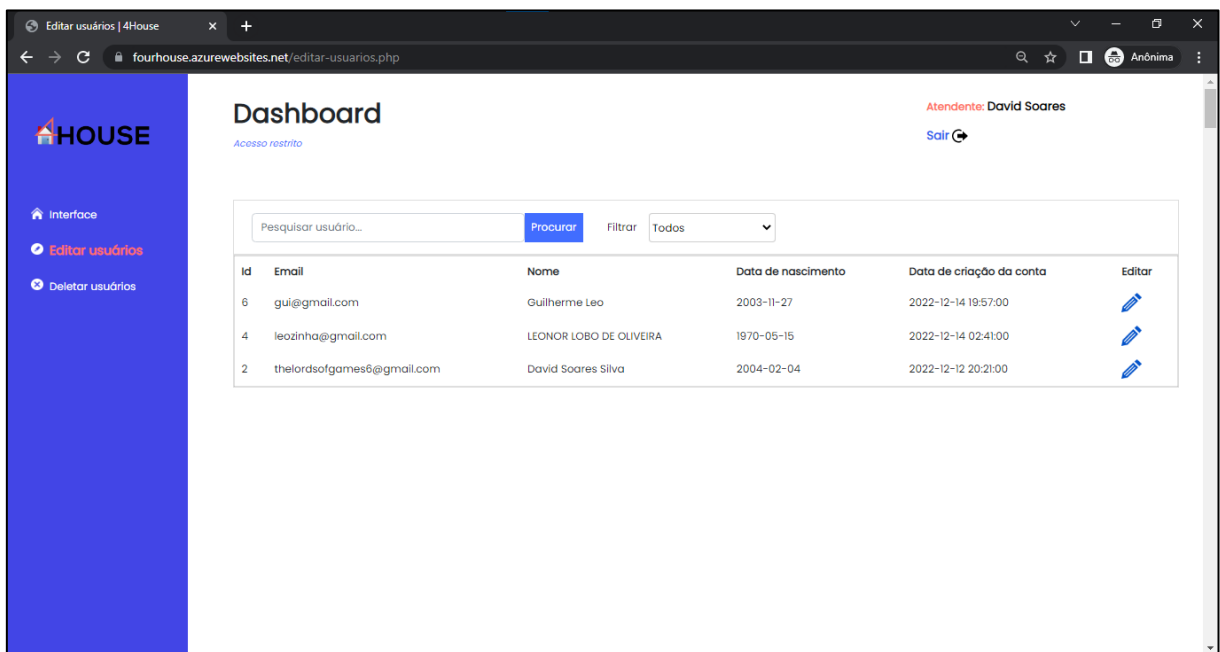 Editar usuários | 4House
fourhouse.azurewebsites.net/editar-usuarios.php
Anônima
4HOUSE
Dashboard
Acesso restrito
Atendente: David Soares
Sair
Interface
Editar usuários
Deletar usuários
Pesquisar usuário... Procurar Filtrar Todos
Id Email Nome Data de nascimento Data de criação da conta Editar
6 gui@gmail.com Guilherme Leo 2003-11-27 2022-12-14 19:57:00
4 leozinha@gmail.com LEONOR LOBO DE OLIVEIRA 1970-05-15 2022-12-14 02:41:00
2 thelordsofgames6@gmail.com David Soares Silva 2004-02-04 2022-12-12 20:21:00